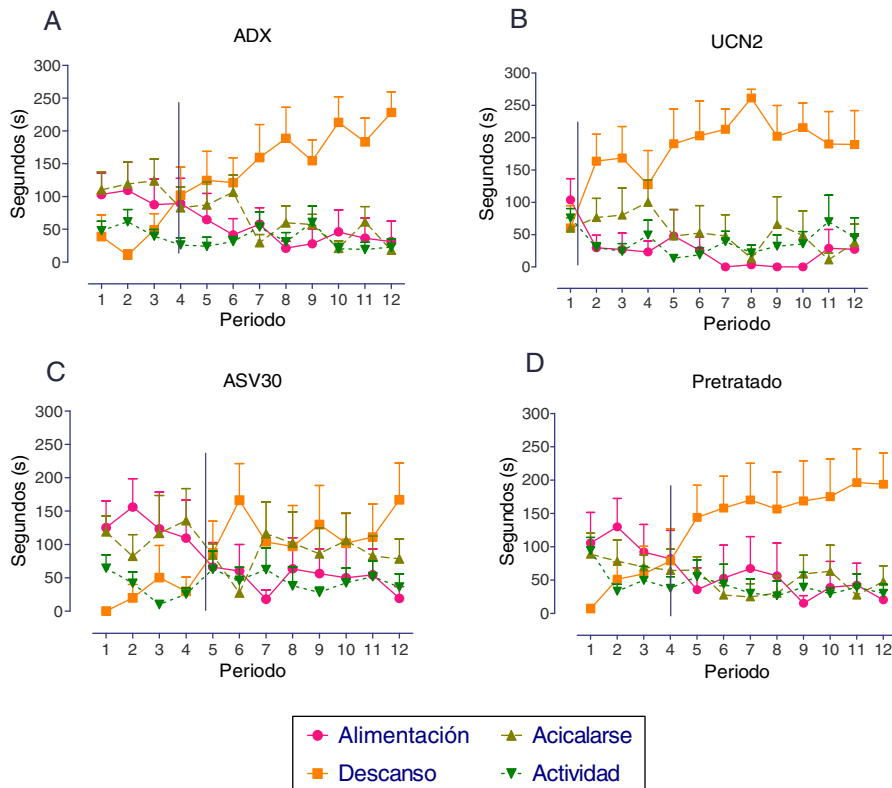 A
ADX
Segundos (s)
300
250
200
150
100
50
0
1 2 3 4 5 6 7 8 9 10 11 12
Periodo
B
UCN2
Segundos (s)
300
250
200
150
100
50
0
1 2 3 4 5 6 7 8 9 10 11 12
Periodo
C
ASV30
Segundos (s)
300
250
200
150
100
50
0
1 2 3 4 5 6 7 8 9 10 11 12
Periodo
D
Pretratado
Segundos (s)
300
250
200
150
100
50
0
1 2 3 4 5 6 7 8 9 10 11 12
Periodo
Alimentación Acicalarse
Descanso Actividad